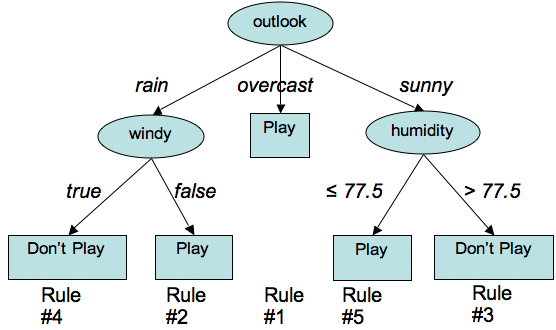 outlook
rain
overcast
sunny
windy
Play
humidity
true
false
≤ 77.5
> 77.5
Don't Play
Play
Play
Don't Play
Rule
#4
Rule
#2
Rule
#1
Rule
#5
Rule
#3